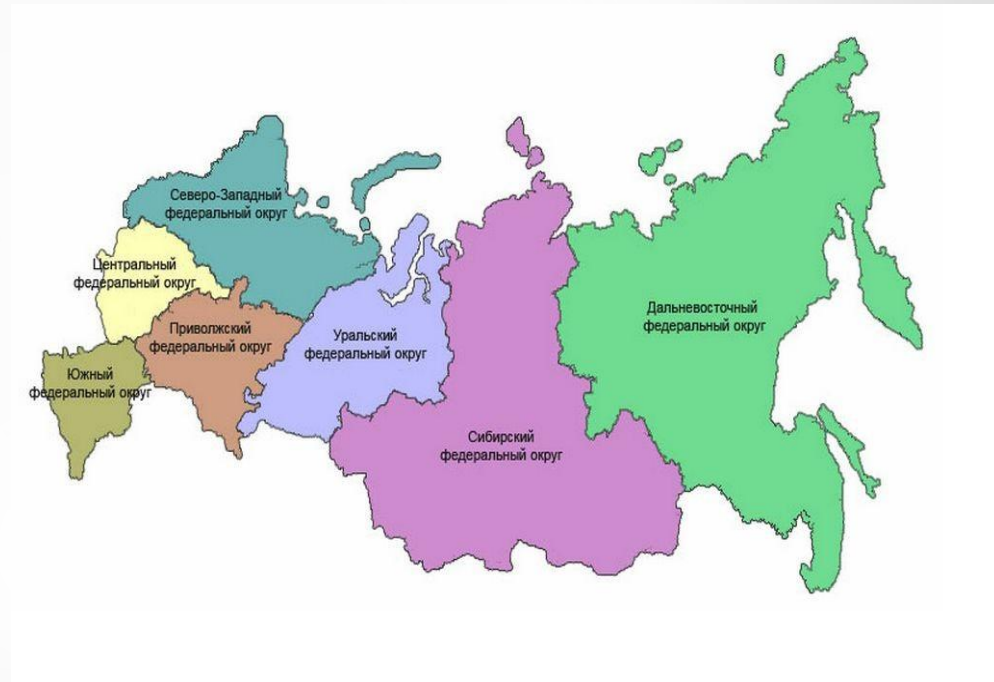 Северо-Западный
федеральный округ
Центральный
федеральный округ
Приволжский
федеральный округ
Уральский
федеральный округ
Южный
федеральный округ
Дальневосточный
федеральный округ
Сибирский
федеральный округ